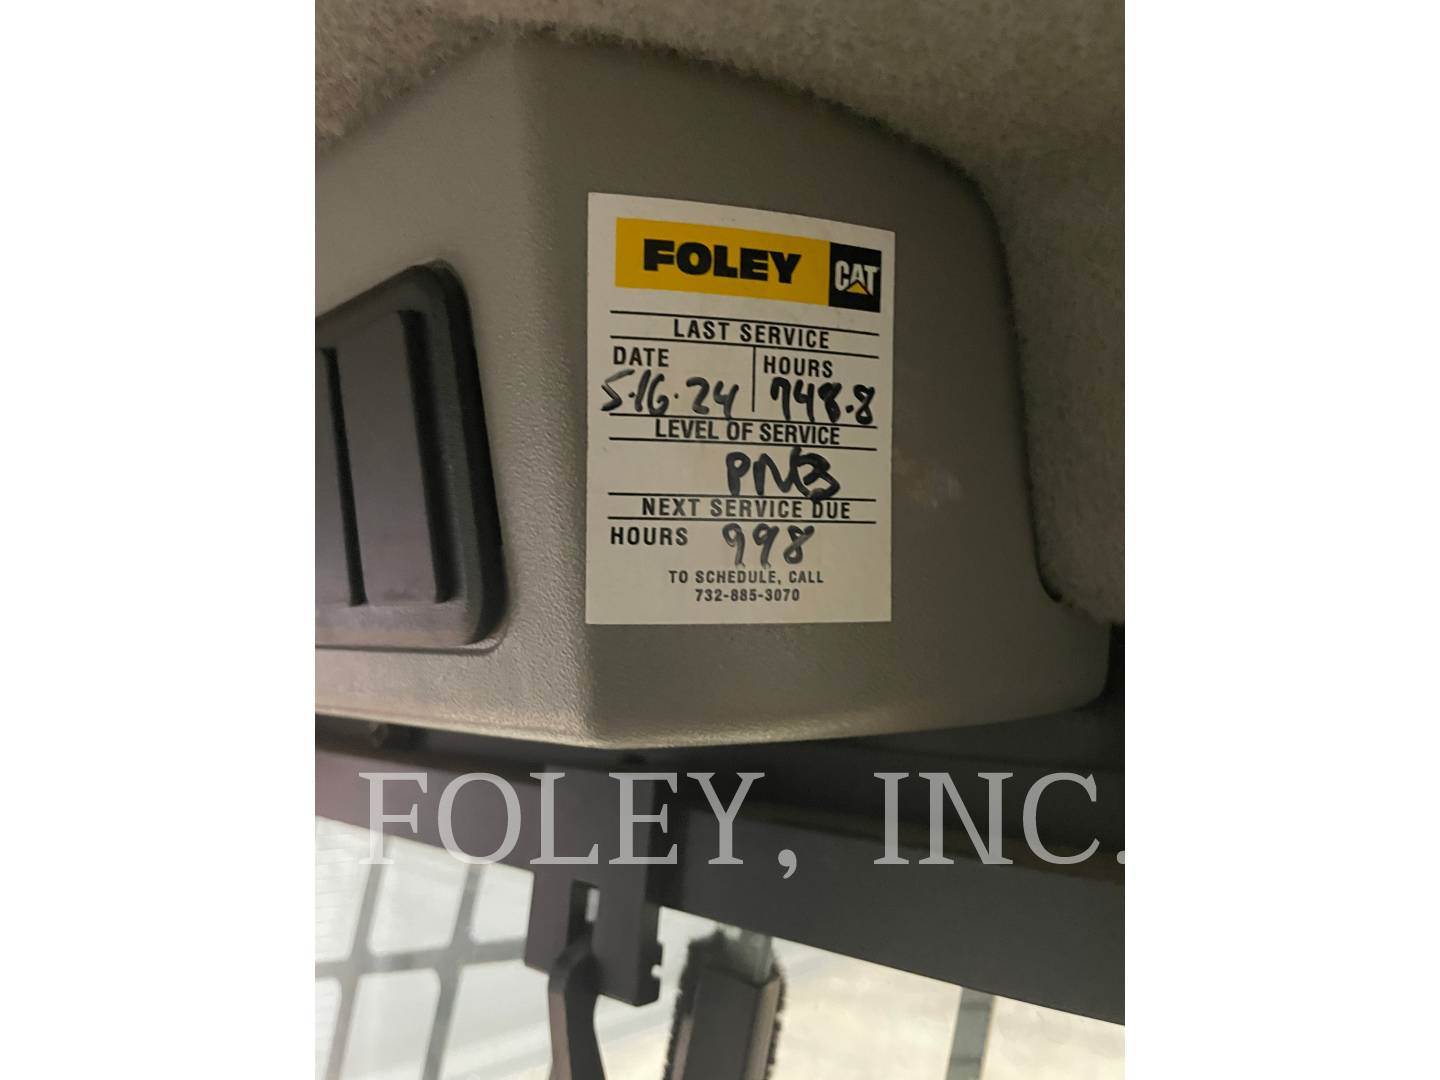 FOLEY CAT
LAST SERVICE
DATE HOURS
5.16.24 748.8
LEVEL OF SERVICE
PM3
NEXT SERVICE DUE
HOURS 998
TO SCHEDULE, CALL
732-885-3070
FOLEY, INC.